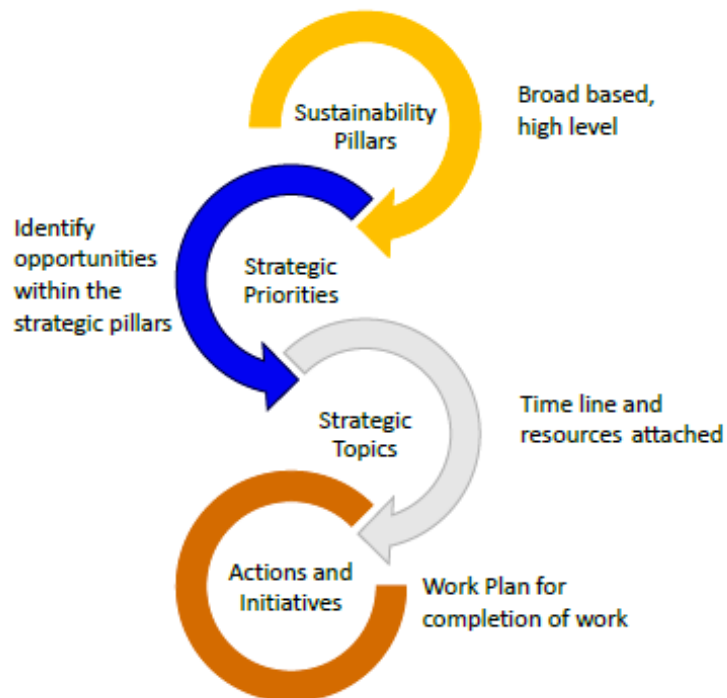 Sustainability
Pillars
Broad based,
high level
Identify
opportunities
within the
strategic pillars
Strategic
Priorities
Strategic
Topics
Time line and
resources attached
Actions and
Initiatives
Work Plan for
completion of work